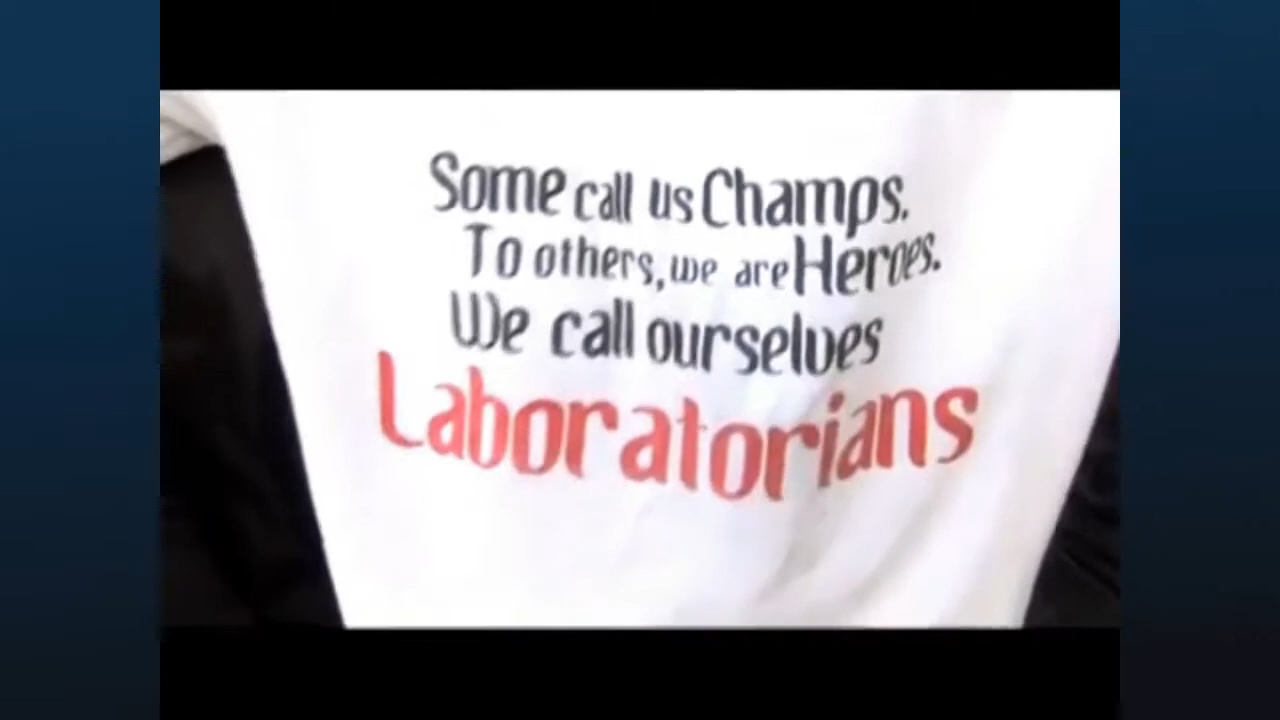 Some call us Champs.
To others, we are Heroes.
We call ourselves
Laboratorians